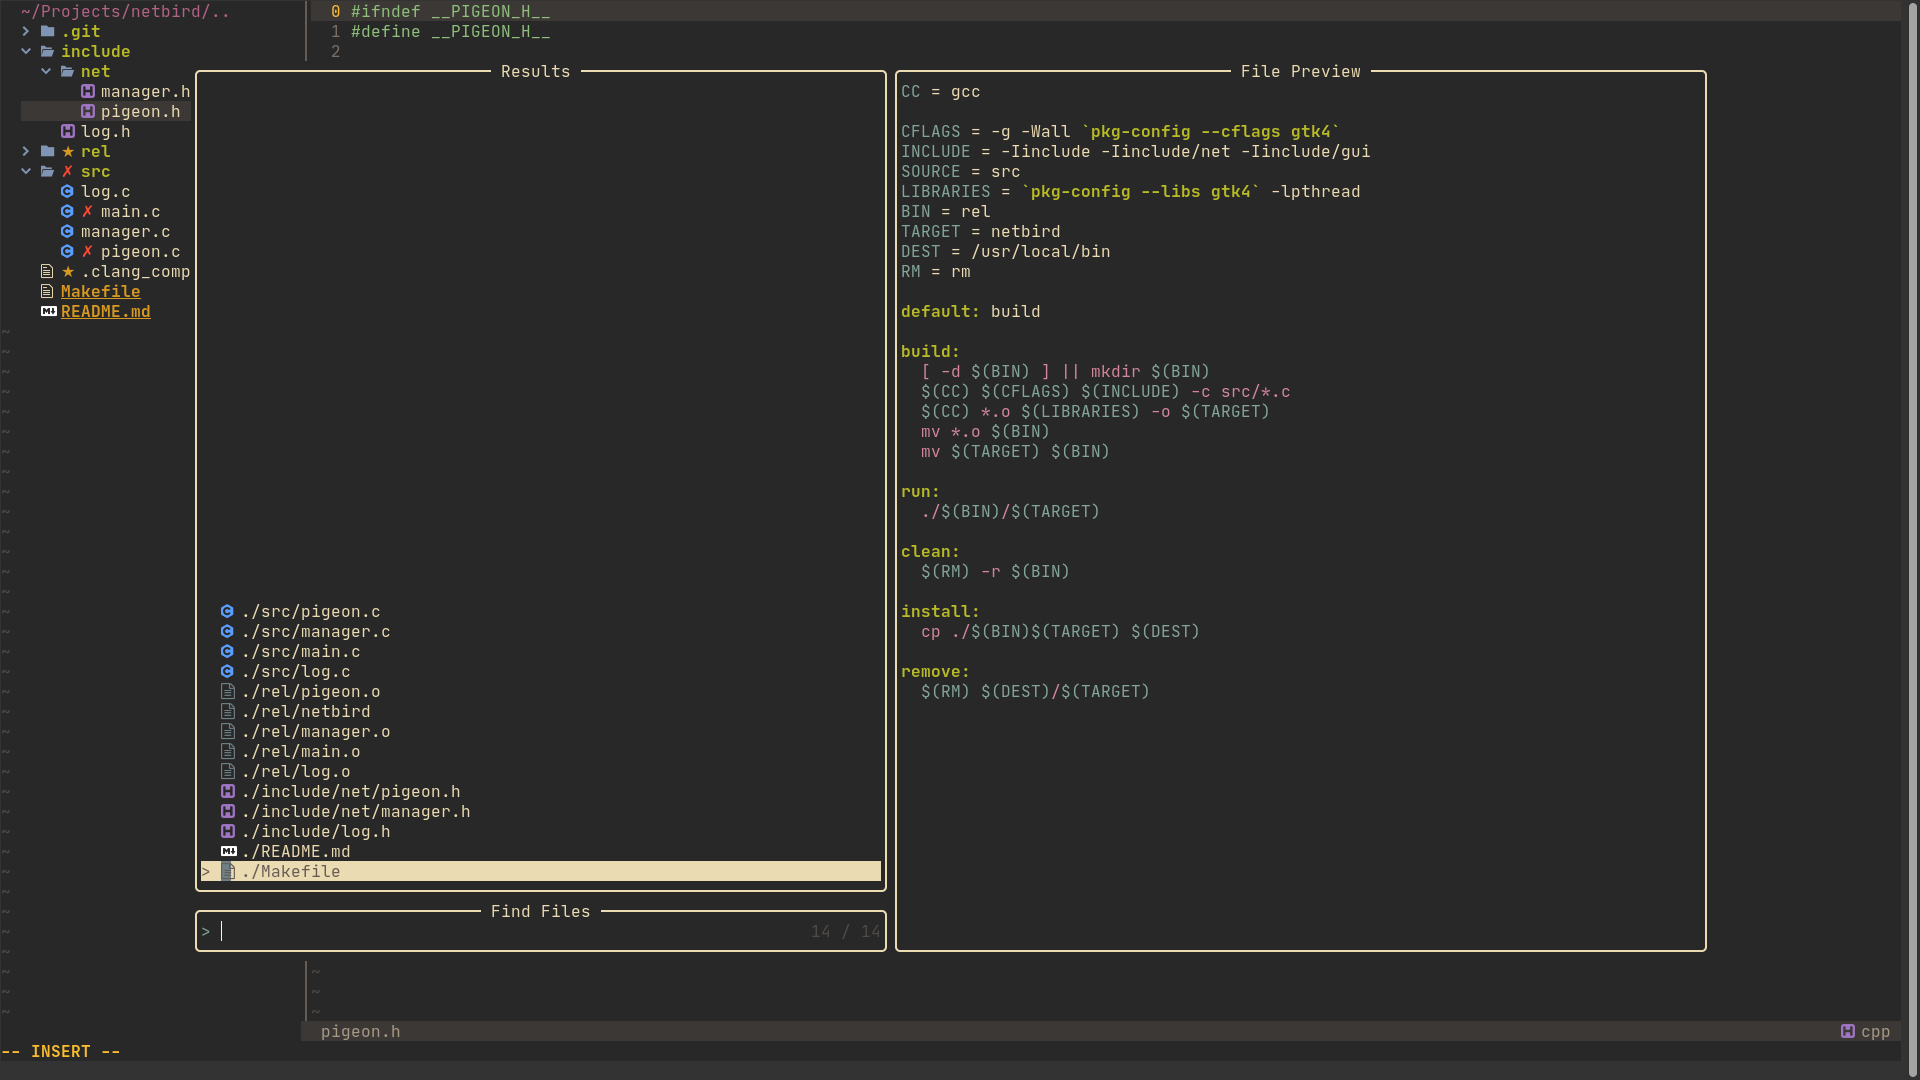 ~/Projects/netbird/..
.git
include
net
manager.h
pigeon.h
log.h
★ rel
✗ src
log.c
✗ main.c
manager.c
✗ pigeon.c
★ .clang_comp
Makefile
README.md
0 #ifndef __PIGEON_H__
1 #define __PIGEON_H__
2
Results
./src/pigeon.c
./src/manager.c
./src/main.c
./src/log.c
./rel/pigeon.o
./rel/netbird
./rel/manager.o
./rel/main.o
./rel/log.o
./include/net/pigeon.h
./include/net/manager.h
./include/log.h
./README.md
> ./Makefile
Find Files
> 14 / 14
File Preview
CC = gcc
CFLAGS = -g -Wall `pkg-config --cflags gtk4`
INCLUDE = -Iinclude -Iinclude/net -Iinclude/gui
SOURCE = src
LIBRARIES = `pkg-config --libs gtk4` -lpthread
BIN = rel
TARGET = netbird
DEST = /usr/local/bin
RM = rm
default: build
build:
[ -d $(BIN) ] || mkdir $(BIN)
$(CC) $(CFLAGS) $(INCLUDE) -c src/*.c
$(CC) *.o $(LIBRARIES) -o $(TARGET)
mv *.o $(BIN)
mv $(TARGET) $(BIN)
run:
./$(BIN)/$(TARGET)
clean:
$(RM) -r $(BIN)
install:
cp ./$(BIN)$(TARGET) $(DEST)
remove:
$(RM) $(DEST)/$(TARGET)
pigeon.h
cpp
-- INSERT --